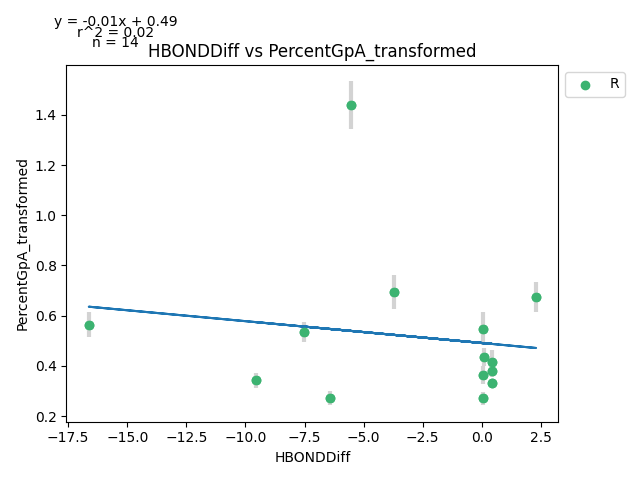 y = -0.01x + 0.49
r^2 = 0.02
n = 14
HBONDDiff vs PercentGpA_transformed
R
PercentGpA_transformed
1.4
1.2
1.0
0.8
0.6
0.4
0.2
−17.5 −15.0 −12.5 −10.0 −7.5 −5.0 −2.5 0.0 2.5
HBONDDiff